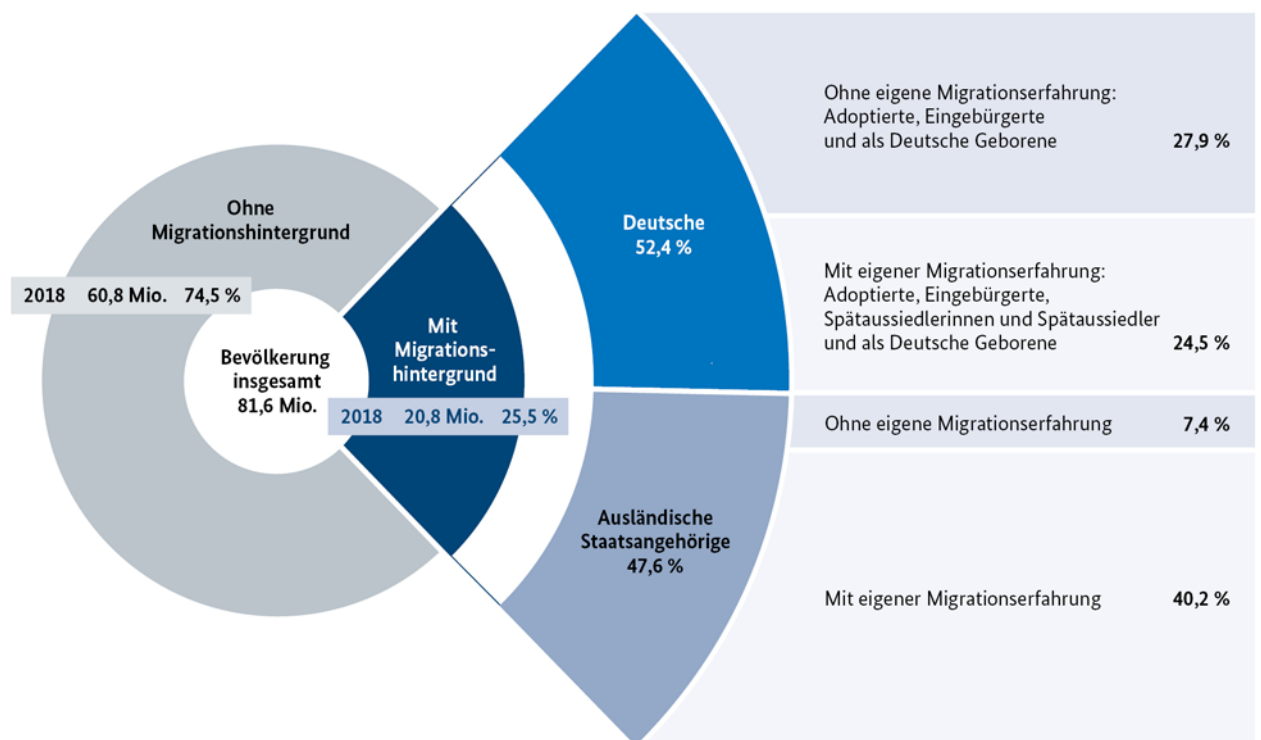 Ohne
Migrationshintergrund
2018 60,8 Mio. 74,5 %
Bevölkerung
insgesamt
81,6 Mio.
Mit
Migrations-
hintergrund
2018 20,8 Mio. 25,5 %
Deutsche
52,4 %
Ausländische
Staatsangehörige
47,6 %
Ohne eigene Migrationserfahrung:
Adoptierte, Eingebürgerte
und als Deutsche Geborene 27,9 %
Mit eigener Migrationserfahrung:
Adoptierte, Eingebürgerte,
Spätaussiedlerinnen und Spätaussiedler
und als Deutsche Geborene 24,5 %
Ohne eigene Migrationserfahrung 7,4 %
Mit eigener Migrationserfahrung 40,2 %